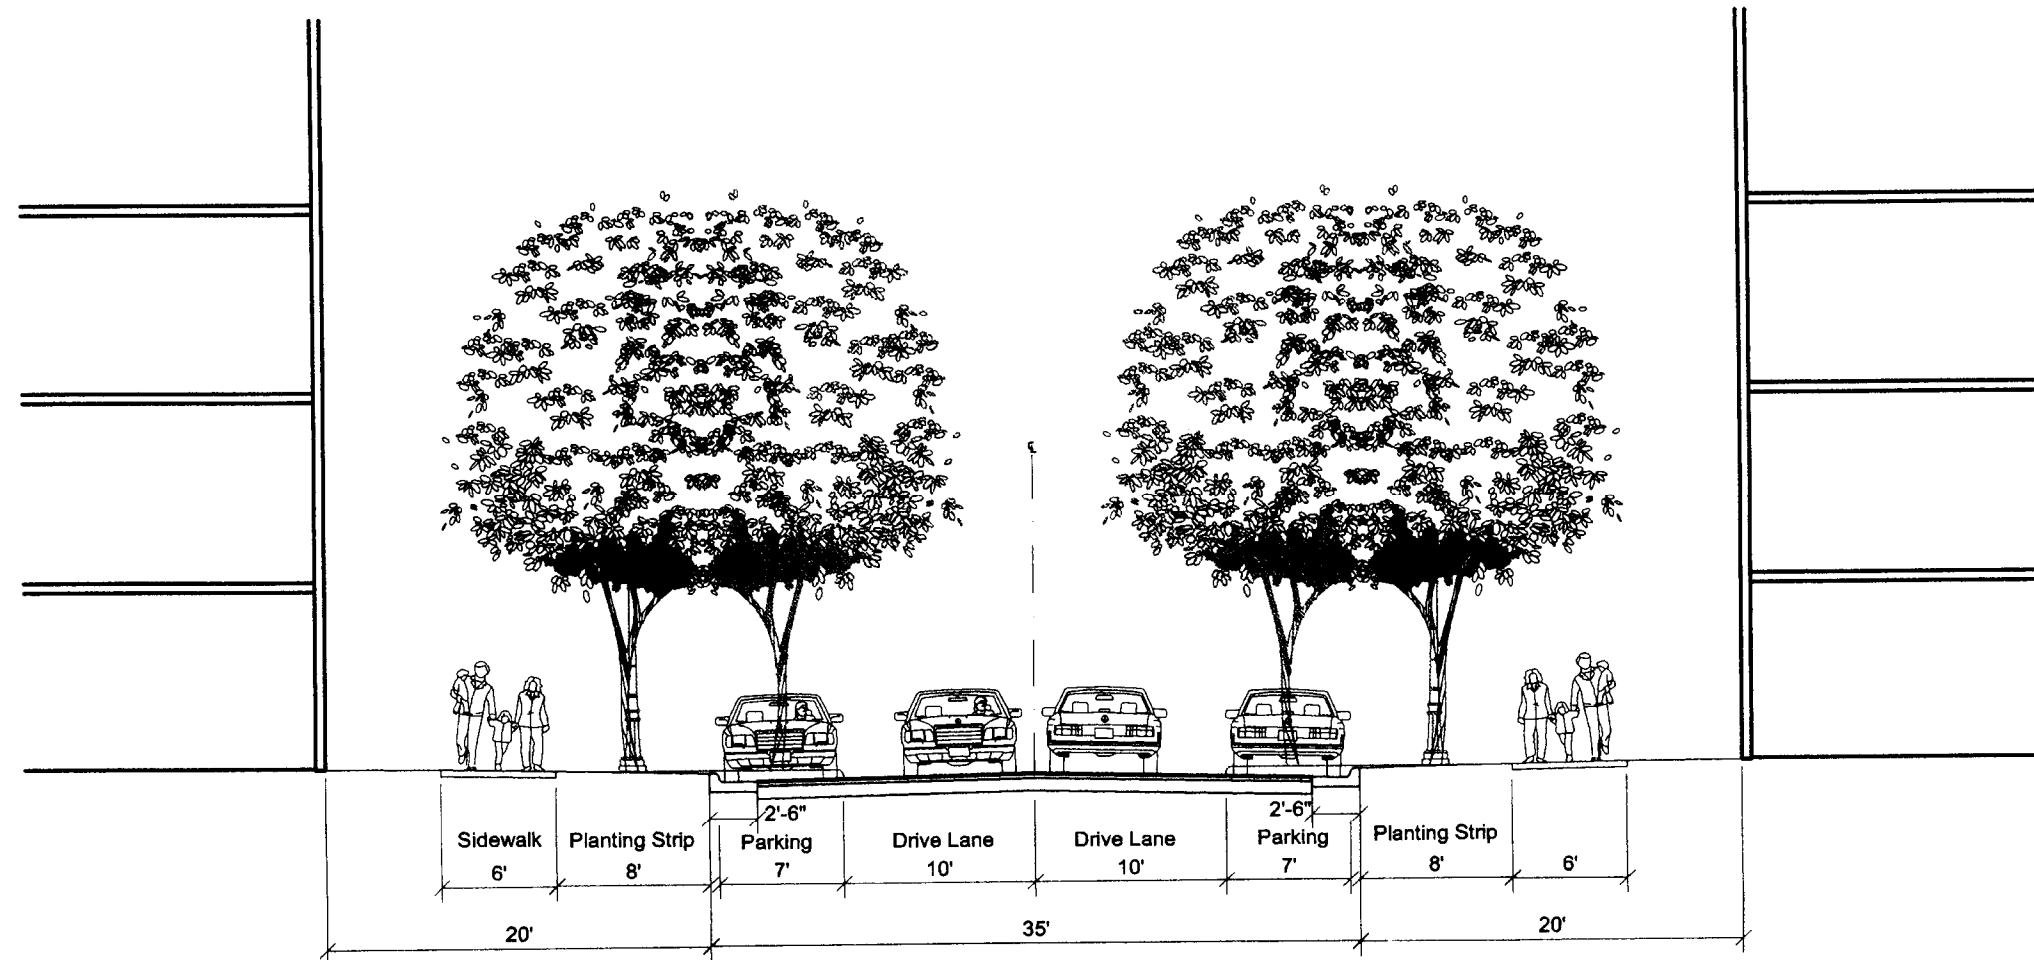 ℄
2'-6"
2'-6"
Sidewalk
Planting Strip
Parking
Drive Lane
Drive Lane
Parking
Planting Strip
6'
8'
7'
10'
10'
7'
8'
6'
20'
35'
20'